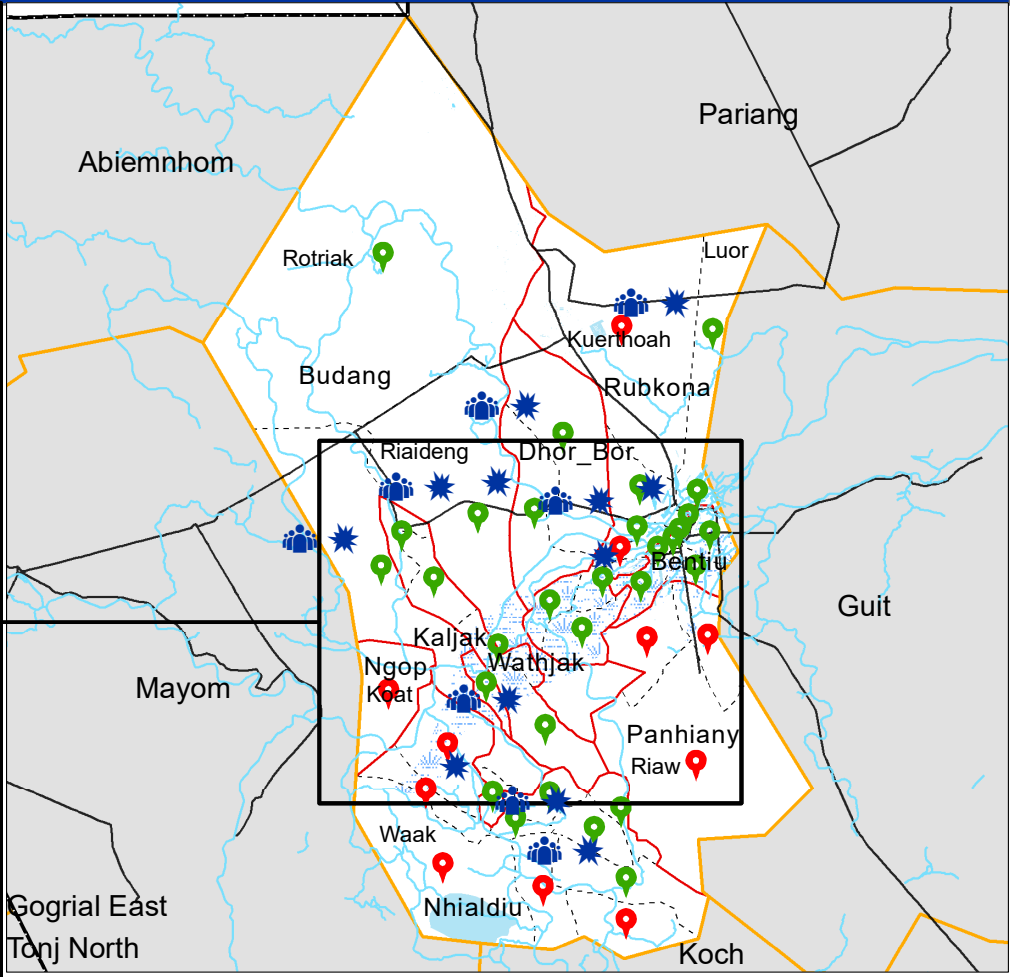 Pariang
Abiemnhom
Luor
Rotriak
Kuerthoah
Budang
Rubkona
Riaideng
Dhor_Bor
Bentiu
Guit
Kaljak
Wathjak
Ngop
Koat
Mayom
Panhiany
Riaw
Waak
Nhialdiu
Gogrial East
Tonj North
Koch